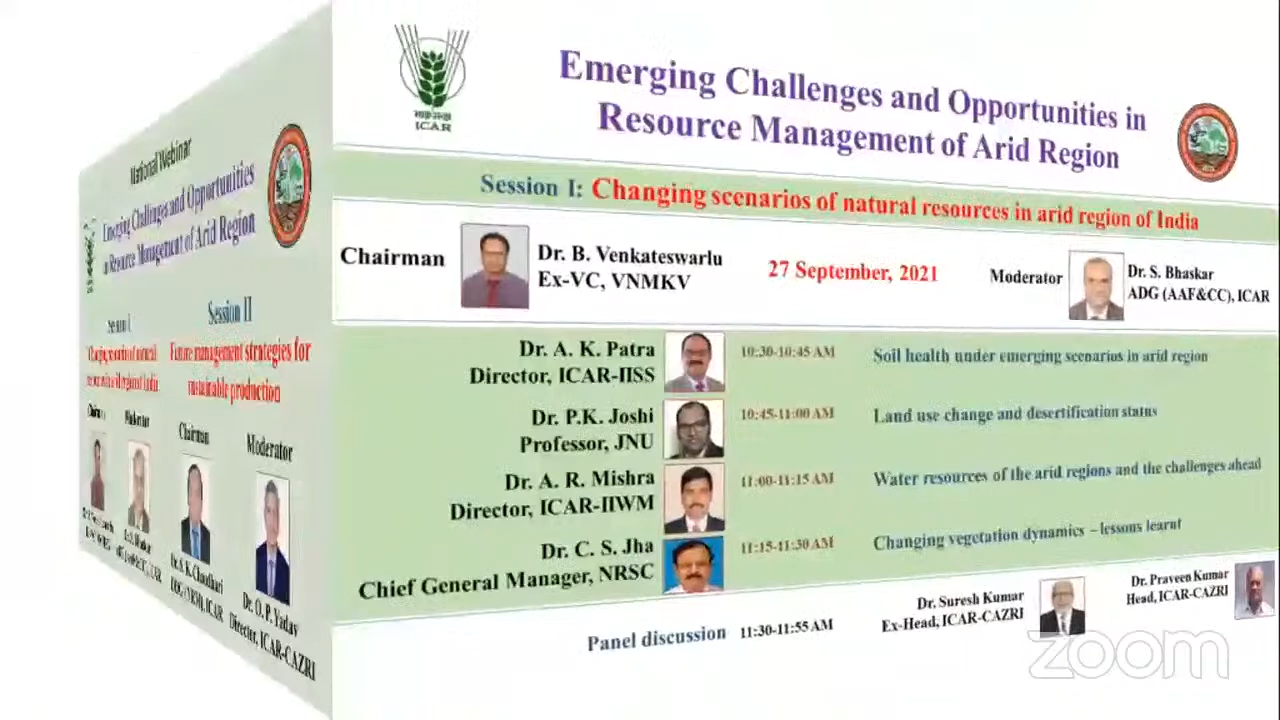 National Webinar
Emerging Challenges and Opportunities
in Resource Management of Arid Region
Session I
Session II
Future management strategies for
sustainable production
Chairman
Moderator
Chairman
Moderator
Dr. S. K. Chaudhari
DDG (NRM), ICAR
Dr. O. P. Yadav
Director, ICAR-CAZRI
ICAR
Emerging Challenges and Opportunities in
Resource Management of Arid Region
Session I: Changing scenarios of natural resources in arid region of India
Chairman
Dr. B. Venkateswarlu
Ex-VC, VNMKV
27 September, 2021
Moderator
Dr. S. Bhaskar
ADG (AAF&CC), ICAR
Dr. A. K. Patra
Director, ICAR-IISS
10:30-10:45 AM
Soil health under emerging scenarios in arid region
Dr. P.K. Joshi
Professor, JNU
10:45-11:00 AM
Land use change and desertification status
Dr. A. R. Mishra
Director, ICAR-IIWM
11:00-11:15 AM
Water resources of the arid regions and the challenges ahead
Dr. C. S. Jha
Chief General Manager, NRSC
11:15-11:30 AM
Changing vegetation dynamics – lessons learnt
Panel discussion 11:30-11:55 AM
Dr. Suresh Kumar
Ex-Head, ICAR-CAZRI
Dr. Praveen Kumar
Head, ICAR-CAZRI
zoom